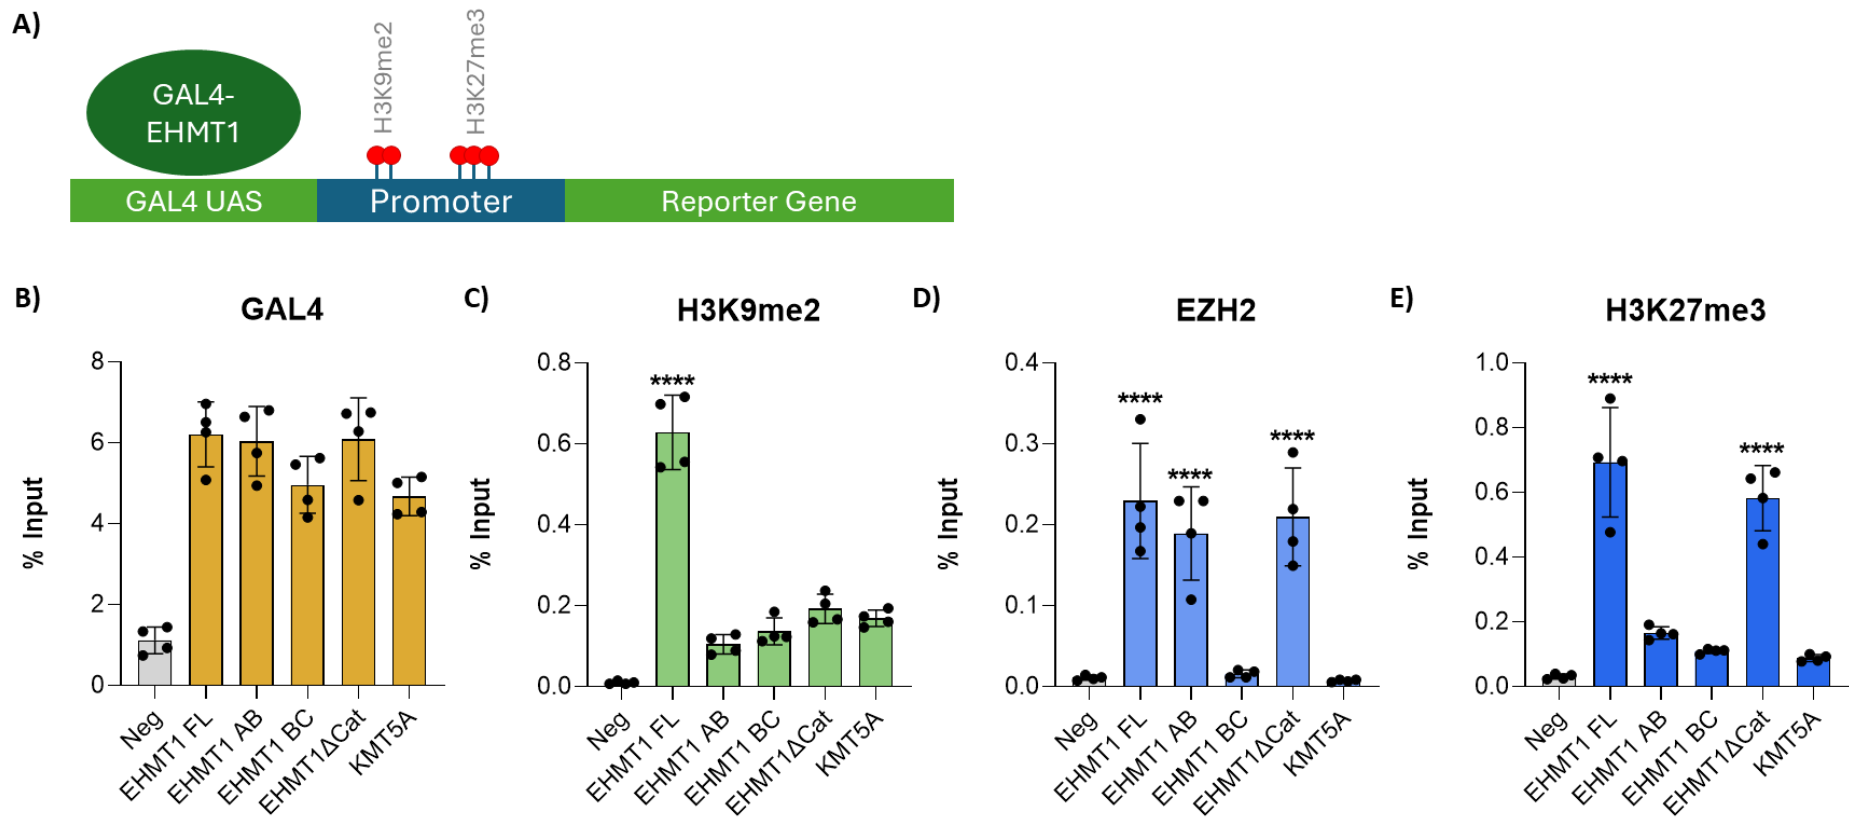 A)
GAL4-
EHMT1
H3K9me2
H3K27me3
GAL4 UAS
Promoter
Reporter Gene
B)
GAL4
% Input
8
6
4
2
0
Neg
EHMT1 FL
EHMT1 AB
EHMT1 BC
EHMT1ΔCat
KMT5A
C)
H3K9me2
% Input
0.8
0.6
0.4
0.2
0.0
****
Neg
EHMT1 FL
EHMT1 AB
EHMT1 BC
EHMT1ΔCat
KMT5A
D)
EZH2
% Input
0.4
0.3
0.2
0.1
0.0
****
****
****
Neg
EHMT1 FL
EHMT1 AB
EHMT1 BC
EHMT1ΔCat
KMT5A
E)
H3K27me3
% Input
1.0
0.8
0.6
0.4
0.2
0.0
****
****
Neg
EHMT1 FL
EHMT1 AB
EHMT1 BC
EHMT1ΔCat
KMT5A